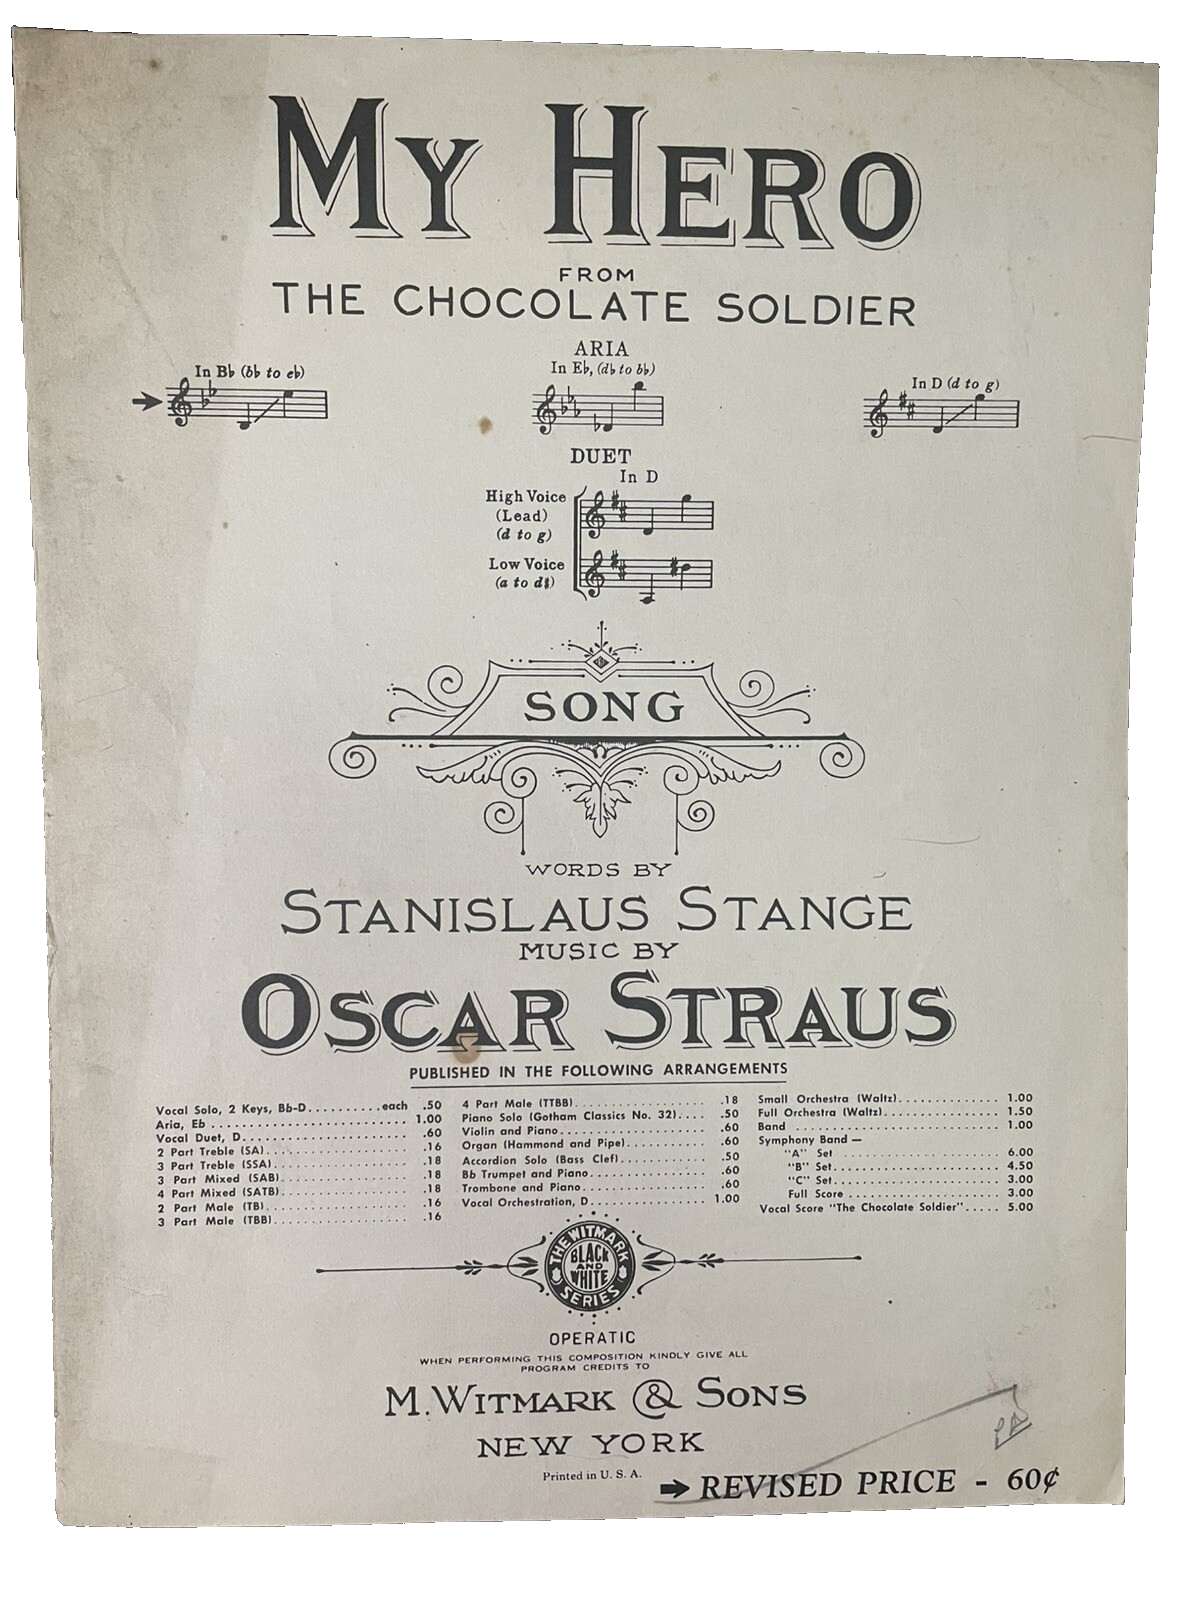 MY HERO
FROM
THE CHOCOLATE SOLDIER
ARIA
In B♭ (b♭ to e♭)
In E♭, (d♭ to b♭)
In D (d to g)
DUET
In D
High Voice
(Lead)
(d to g)
Low Voice
(a to d♯)
SONG
WORDS BY
STANISLAUS STANGE
MUSIC BY
OSCAR STRAUS
PUBLISHED IN THE FOLLOWING ARRANGEMENTS
Vocal Solo, 2 Keys, Bb-D..........each .50
Aria, Eb .......................... 1.00
Vocal Duet, D...................... .60
2 Part Treble (SA)................. .16
3 Part Treble (SSA)................ .18
3 Part Mixed (SAB)................. .18
4 Part Mixed (SATB)................ .18
2 Part Male (TB)................... .16
3 Part Male (TBB).................. .16
4 Part Male (TTBB)................. .18
Piano Solo (Gotham Classics No. 32).... .50
Violin and Piano................... .60
Organ (Hammond and Pipe)........... .60
Accordion Solo (Bass Clef)......... .50
Bb Trumpet and Piano............... .60
Trombone and Piano................. .60
Vocal Orchestration, D............. 1.00
Small Orchestra (Waltz)............ 1.00
Full Orchestra (Waltz)............. 1.50
Band .............................. 1.00
Symphony Band —
"A" Set ........................... 6.00
"B" Set............................ 4.50
"C" Set............................ 3.00
Full Score ........................ 3.00
Vocal Score "The Chocolate Soldier"..... 5.00
THE WITMARK
BLACK
AND
WHITE
SERIES
OPERATIC
WHEN PERFORMING THIS COMPOSITION KINDLY GIVE ALL
PROGRAM CREDITS TO
M. WITMARK & SONS
NEW YORK
Printed in U. S. A.
REVISED PRICE - 60¢